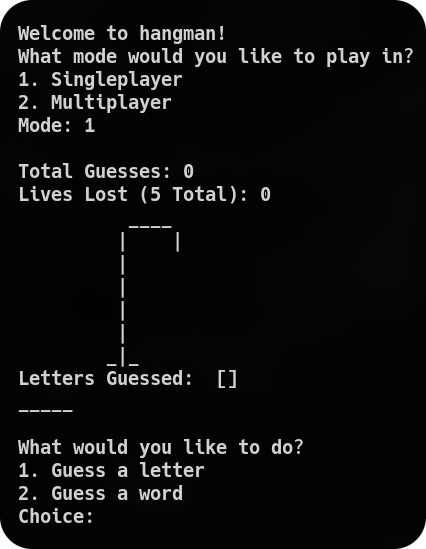 Welcome to hangman!
What mode would you like to play in?
1. Singleplayer
2. Multiplayer
Mode: 1
Total Guesses: 0
Lives Lost (5 Total): 0
          ____
         |    |
         |
         |
         |
         |
        _|_
Letters Guessed:  []
_____
What would you like to do?
1. Guess a letter
2. Guess a word
Choice: